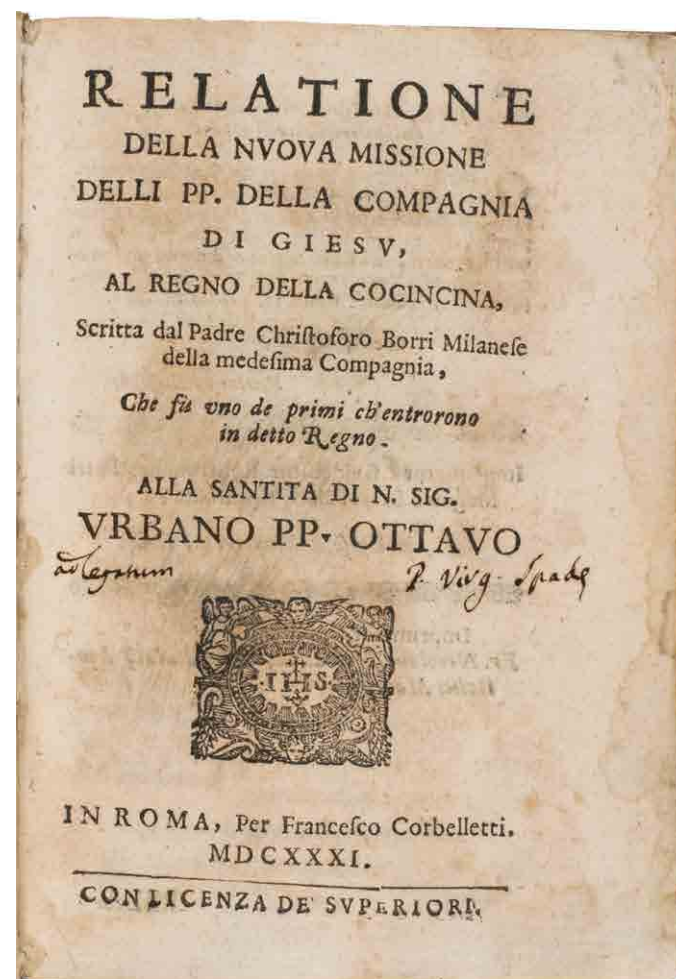 RELATIONE
DELLA NVOVA MISSIONE
DELLI PP. DELLA COMPAGNIA
DI GIESV,
AL REGNO DELLA COCINCINA,
Scritta dal Padre Chriſtoforo Borri Milaneſe
della medeſima Compagnia,
Che fù vno de primi ch'entrorono
in detto Regno.
ALLA SANTITA DI N. SIG.
VRBANO PP. OTTAVO
P. Virg. Spada
IHS
IN ROMA, Per Franceſco Corbelletti.
MDCXXXI.
CON LICENZA DE' SVPERIORI.